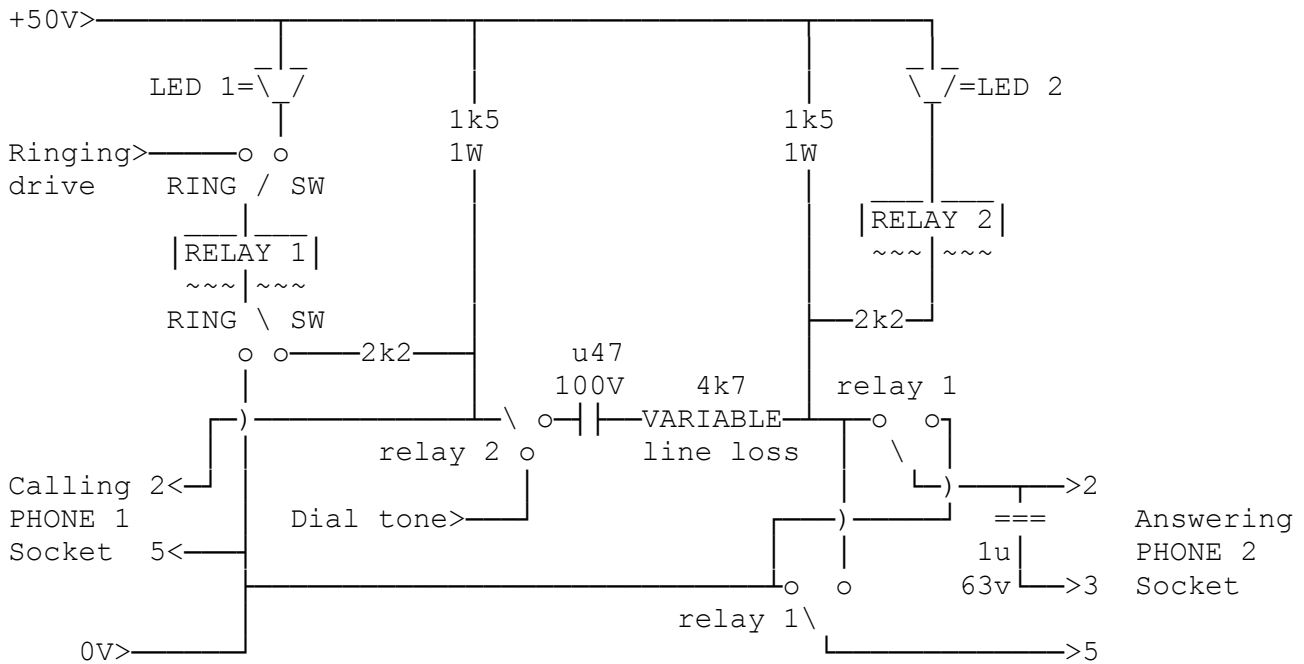 +50V>
LED 1= =LED 2
1k5 1k5
Ringing> 1W 1W
drive RING / SW
RELAY 2
RELAY 1
RING \ SW 2k2
2k2 u47
100V 4k7 relay 1
VARIABLE
relay 2 line loss
Calling 2< >2
PHONE 1 Dial tone> === Answering
Socket 5< 1u PHONE 2
63v >3 Socket
relay 1\
0V> >5